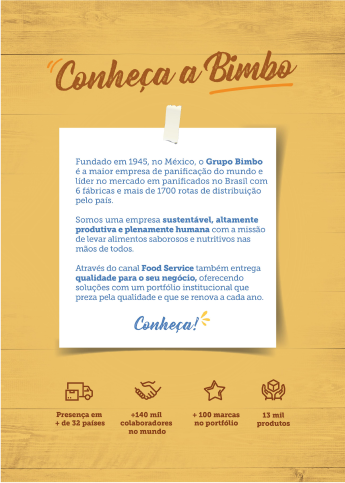 Conheça a Bimbo
Fundado em 1945, no México, o Grupo Bimbo
é a maior empresa de panificação do mundo e
líder no mercado em panificados no Brasil com
6 fábricas e mais de 1700 rotas de distribuição
pelo país.
Somos uma empresa sustentável, altamente
produtiva e plenamente humana com a missão
de levar alimentos saborosos e nutritivos nas
mãos de todos.
Através do canal Food Service também entrega
qualidade para o seu negócio, oferecendo
soluções com um portfólio institucional que
preza pela qualidade e que se renova a cada ano.
Conheça!
Presença em
+ de 32 países
+140 mil
colaboradores
no mundo
+ 100 marcas
no portfólio
13 mil
produtos